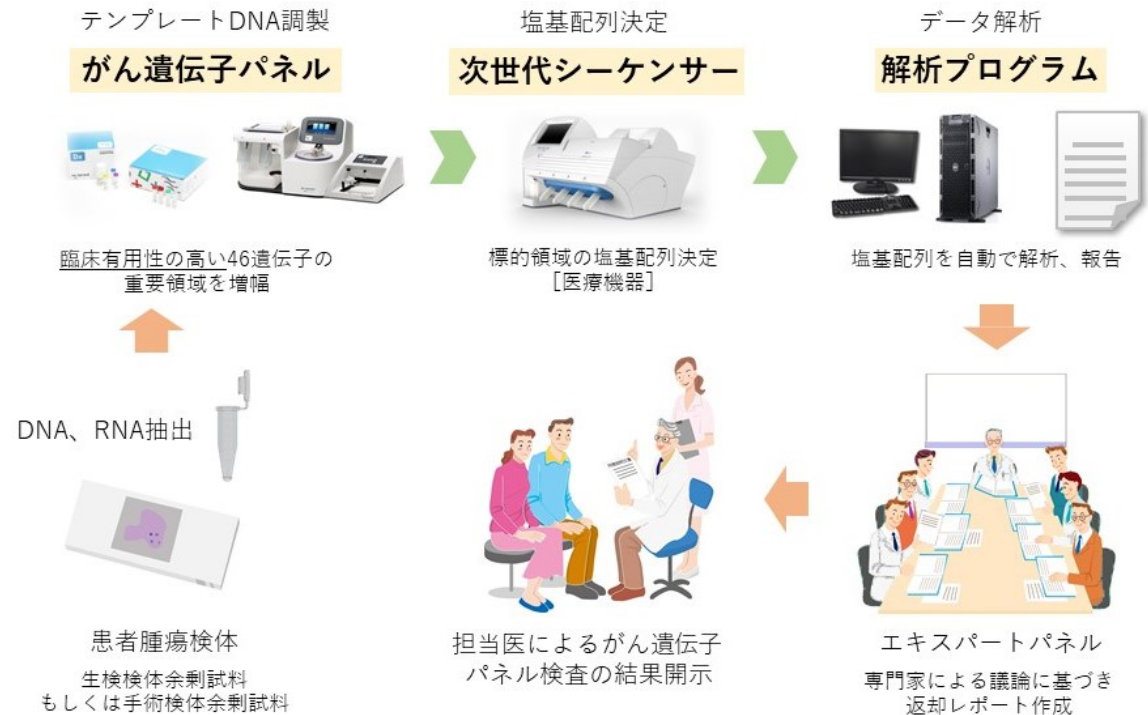 テンプレートDNA調製
がん遺伝子パネル
臨床有用性の高い46遺伝子の
重要領域を増幅
塩基配列決定
次世代シーケンサー
標的領域の塩基配列決定
［医療機器］
データ解析
解析プログラム
塩基配列を自動で解析、報告
DNA、RNA抽出
患者腫瘍検体
生検検体余剰試料
もしくは手術検体余剰試料
担当医によるがん遺伝子
パネル検査の結果開示
エキスパートパネル
専門家による議論に基づき
返却レポート作成